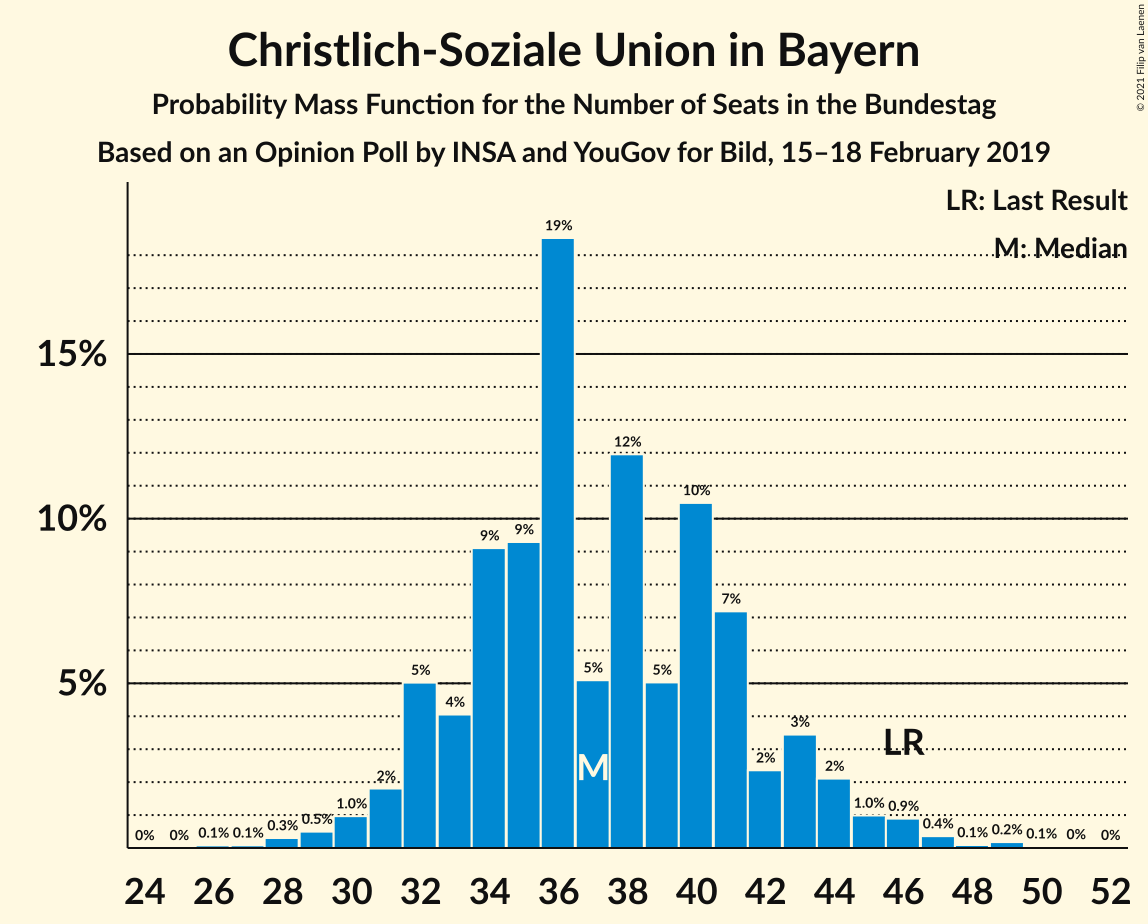 Christlich-Soziale Union in Bayern
Probability Mass Function for the Number of Seats in the Bundestag
Based on an Opinion Poll by INSA and YouGov for Bild, 15–18 February 2019
© 2021 Filip van Laenen
LR: Last Result
M: Median
15%
10%
5%
0% 0% 0.1% 0.1% 0.3% 0.5% 1.0% 2% 5% 4% 9% 9% 19% 5% 12% 5% 10% 7% 2% 3% 2% 1.0% 0.9% 0.4% 0.1% 0.2% 0.1% 0% 0%
M
LR
24 26 28 30 32 34 36 38 40 42 44 46 48 50 52